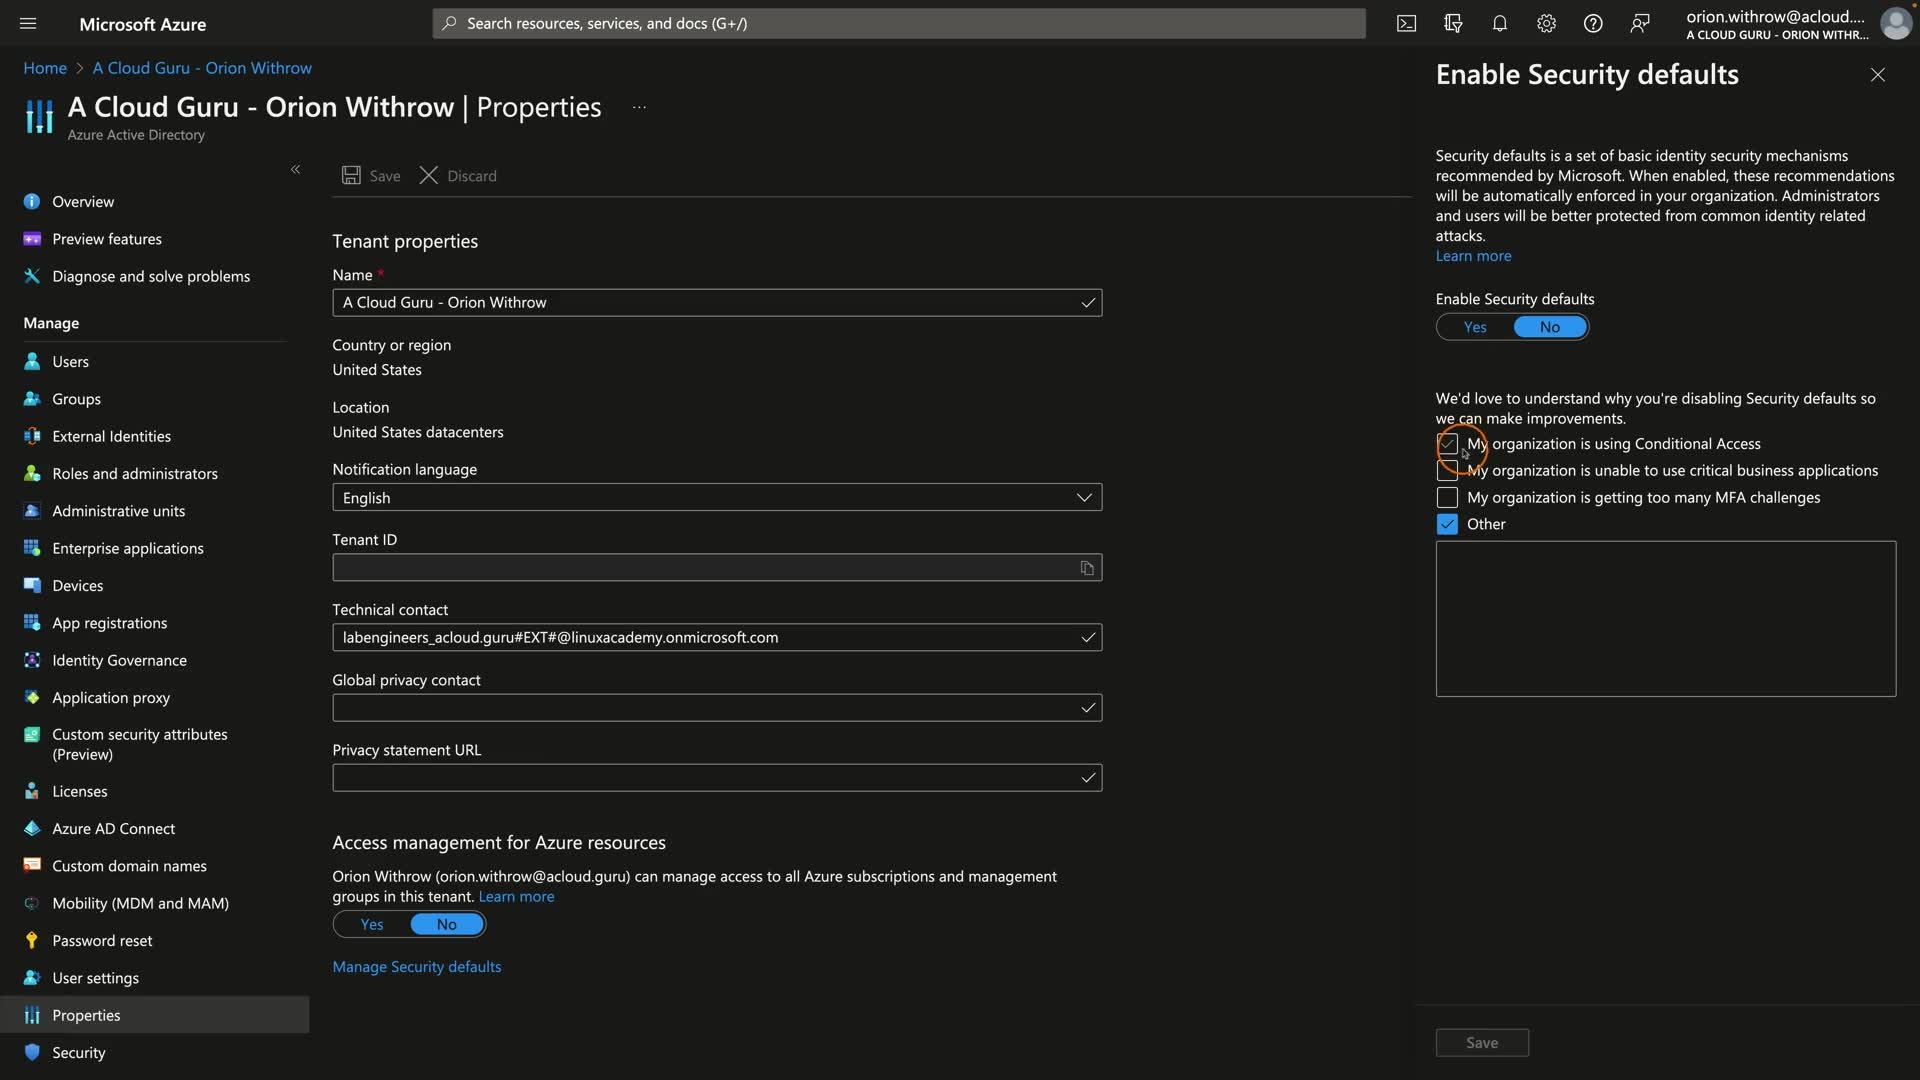 Microsoft Azure
Search resources, services, and docs (G+/)
orion.withrow@acloud....
A CLOUD GURU - ORION WITHR...
Home > A Cloud Guru - Orion Withrow
A Cloud Guru - Orion Withrow | Properties ...
Azure Active Directory
«
Overview
Preview features
Diagnose and solve problems
Manage
Users
Groups
External Identities
Roles and administrators
Administrative units
Enterprise applications
Devices
App registrations
Identity Governance
Application proxy
Custom security attributes
(Preview)
Licenses
Azure AD Connect
Custom domain names
Mobility (MDM and MAM)
Password reset
User settings
Properties
Security
Save Discard
Tenant properties
Name *
A Cloud Guru - Orion Withrow
Country or region
United States
Location
United States datacenters
Notification language
English
Tenant ID
Technical contact
labengineers_acloud.guru#EXT#@linuxacademy.onmicrosoft.com
Global privacy contact
Privacy statement URL
Access management for Azure resources
Orion Withrow (orion.withrow@acloud.guru) can manage access to all Azure subscriptions and management
groups in this tenant. Learn more
Yes No
Manage Security defaults
Enable Security defaults
Security defaults is a set of basic identity security mechanisms
recommended by Microsoft. When enabled, these recommendations
will be automatically enforced in your organization. Administrators
and users will be better protected from common identity related
attacks.
Learn more
Enable Security defaults
Yes No
We'd love to understand why you're disabling Security defaults so
we can make improvements.
My organization is using Conditional Access
My organization is unable to use critical business applications
My organization is getting too many MFA challenges
Other
Save